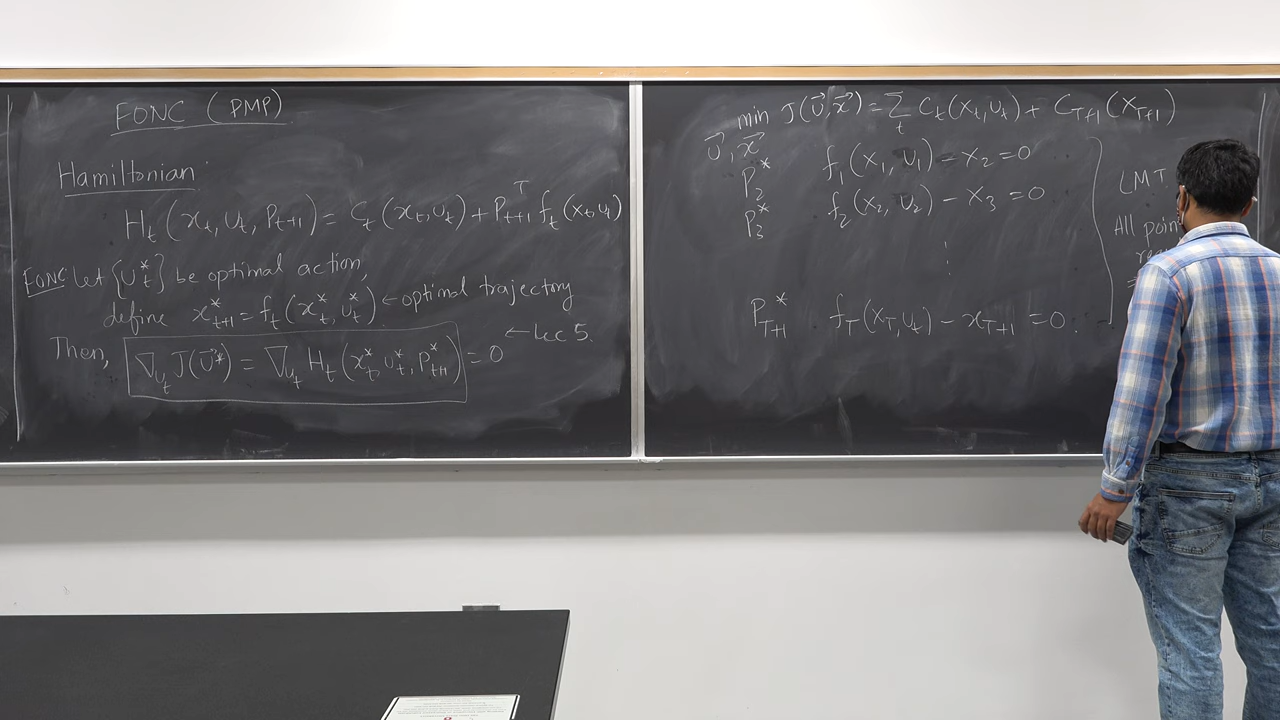 FONC (PMP)
Hamiltonian
H_t(x_t, u_t, P_{t+1}) = C_t(x_t, u_t) + P_{t+1}^T f_t(x_t, u_t)
FONC Let {U_t^*} be optimal action,
define x_{t+1}^* = f_t(x_t^*, u_t^*) ← optimal trajectory
Then, ∇_{u_t} J(U^*) = ∇_{u_t} H_t(x_t^*, u_t^*, P_{t+1}^*) = 0 ← Lec 5.
min J(U⃗, x⃗) = Σ_t C_t(x_t, u_t) + C_{T+1}(X_{T+1})
U⃗, x⃗
P_2^* f_1(x_1, U_1) - x_2 = 0
P_3^* f_2(x_2, U_2) - x_3 = 0
⋮
P_{T+1}^* f_T(x_T, u_t) - x_{T+1} = 0.
LMT
All